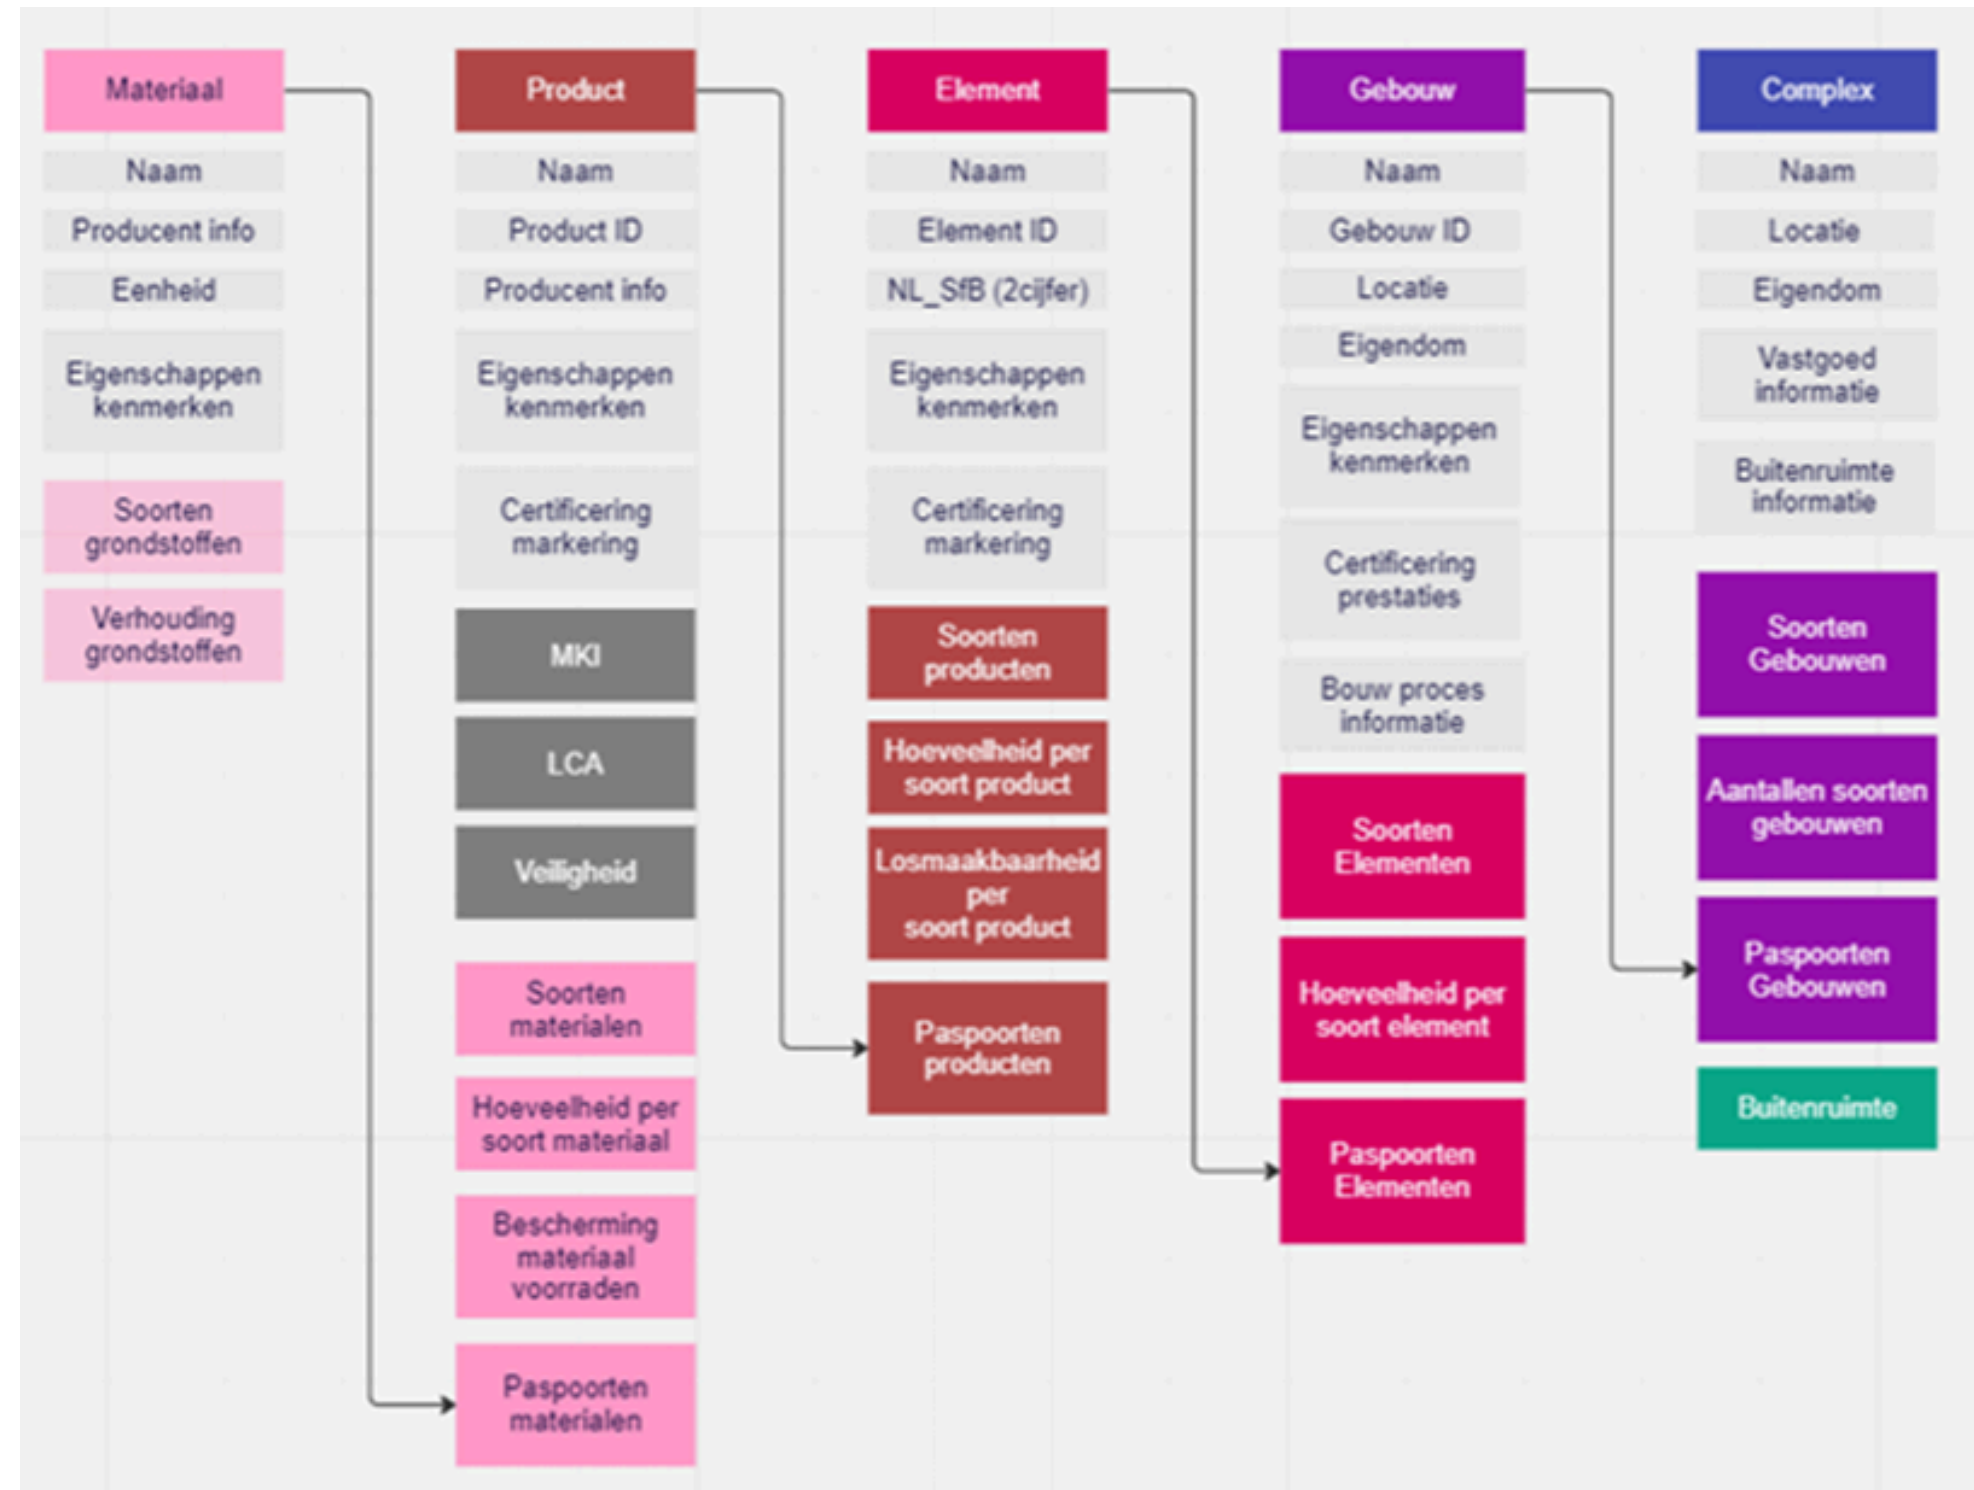 Materiaal
Naam
Producent info
Eenheid
Eigenschappen
kenmerken
Soorten
grondstoffen
Verhouding
grondstoffen
Product
Naam
Product ID
Producent info
Eigenschappen
kenmerken
Certificering
markering
MKI
LCA
Veiligheid
Soorten
materialen
Hoeveelheid per
soort materiaal
Bescherming
materiaal
voorraden
Paspoorten
materialen
Element
Naam
Element ID
NL_SfB (2cijfer)
Eigenschappen
kenmerken
Certificering
markering
Soorten
producten
Hoeveelheid per
soort product
Losmaakbaarheid
per
soort product
Paspoorten
producten
Gebouw
Naam
Gebouw ID
Locatie
Eigendom
Eigenschappen
kenmerken
Certificering
prestaties
Bouw proces
informatie
Soorten
Elementen
Hoeveelheid per
soort element
Paspoorten
Elementen
Complex
Naam
Locatie
Eigendom
Vastgoed
informatie
Buitenruimte
informatie
Soorten
Gebouwen
Aantallen soorten
gebouwen
Paspoorten
Gebouwen
Buitenruimte